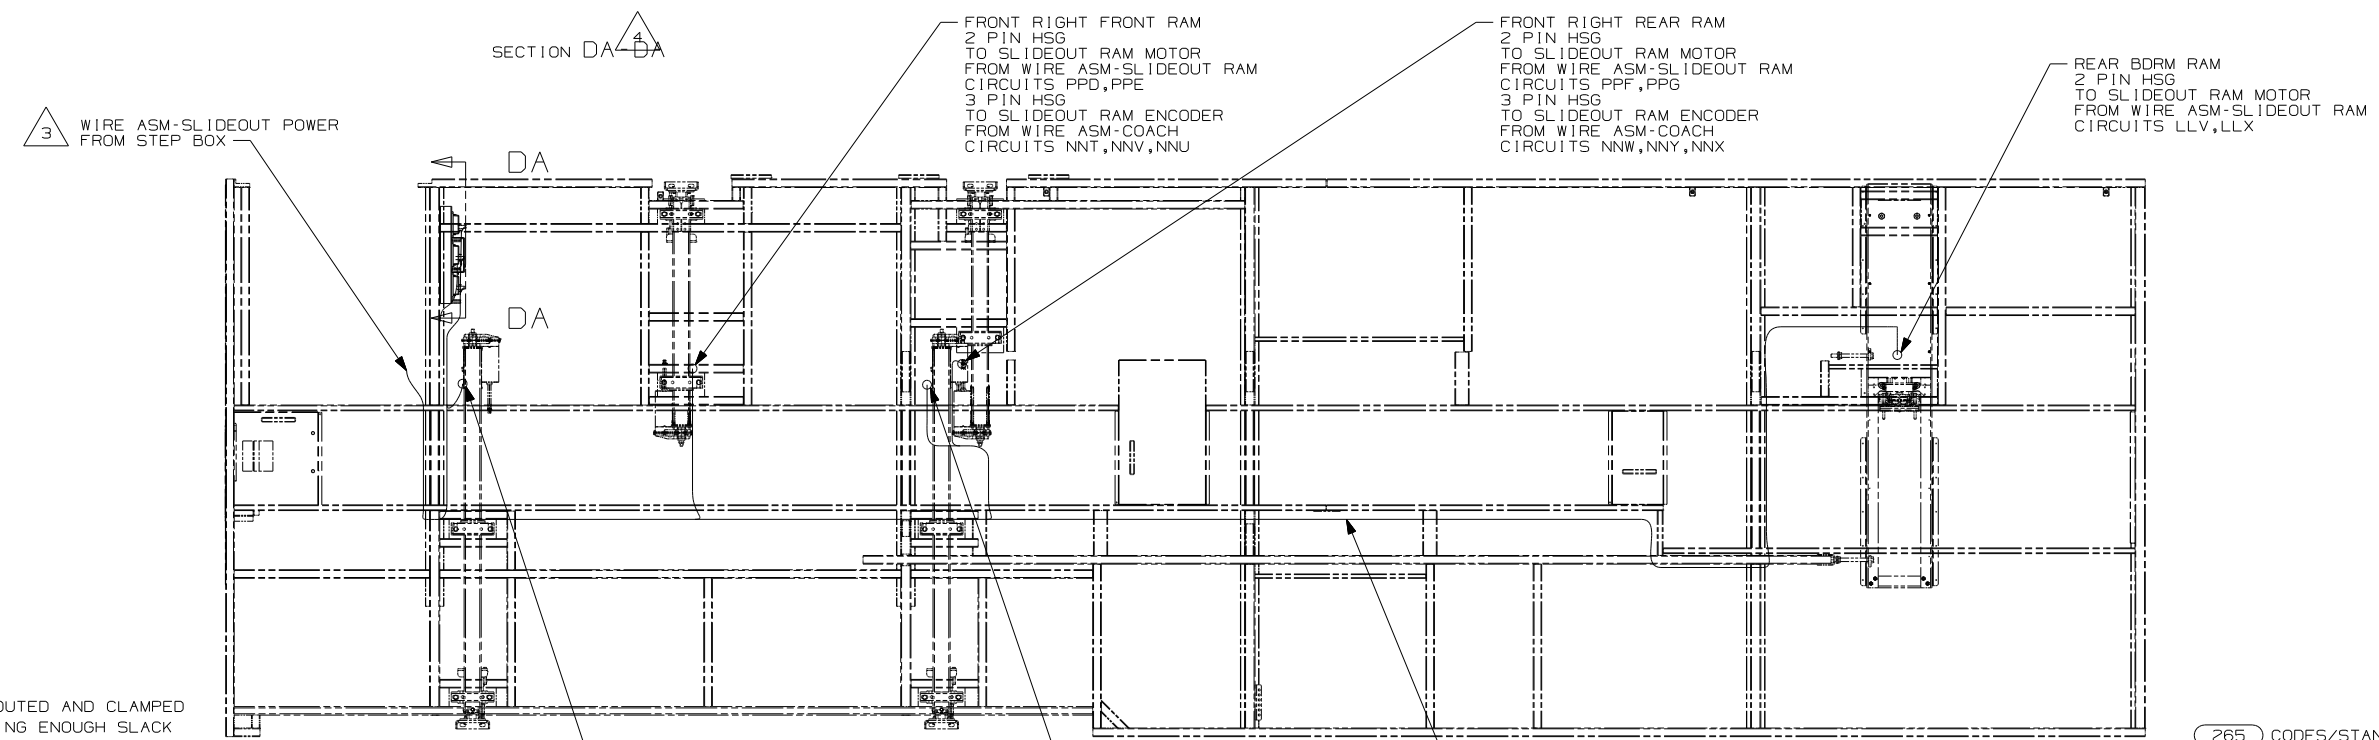 SECTION DA-DA
4
FRONT RIGHT FRONT RAM
2 PIN HSG
TO SLIDEOUT RAM MOTOR
FROM WIRE ASM-SLIDEOUT RAM
CIRCUITS PPD,PPE
3 PIN HSG
TO SLIDEOUT RAM ENCODER
FROM WIRE ASM-COACH
CIRCUITS NNT,NNV,NNU
FRONT RIGHT REAR RAM
2 PIN HSG
TO SLIDEOUT RAM MOTOR
FROM WIRE ASM-SLIDEOUT RAM
CIRCUITS PPF,PPG
3 PIN HSG
TO SLIDEOUT RAM ENCODER
FROM WIRE ASM-COACH
CIRCUITS NNW,NNY,NNX
REAR BDRM RAM
2 PIN HSG
TO SLIDEOUT RAM MOTOR
FROM WIRE ASM-SLIDEOUT RAM
CIRCUITS LLV,LLX
3
WIRE ASM-SLIDEOUT POWER
FROM STEP BOX
DA
DA
OUTED AND CLAMPED
NG ENOUGH SLACK
265 CODES/STAN